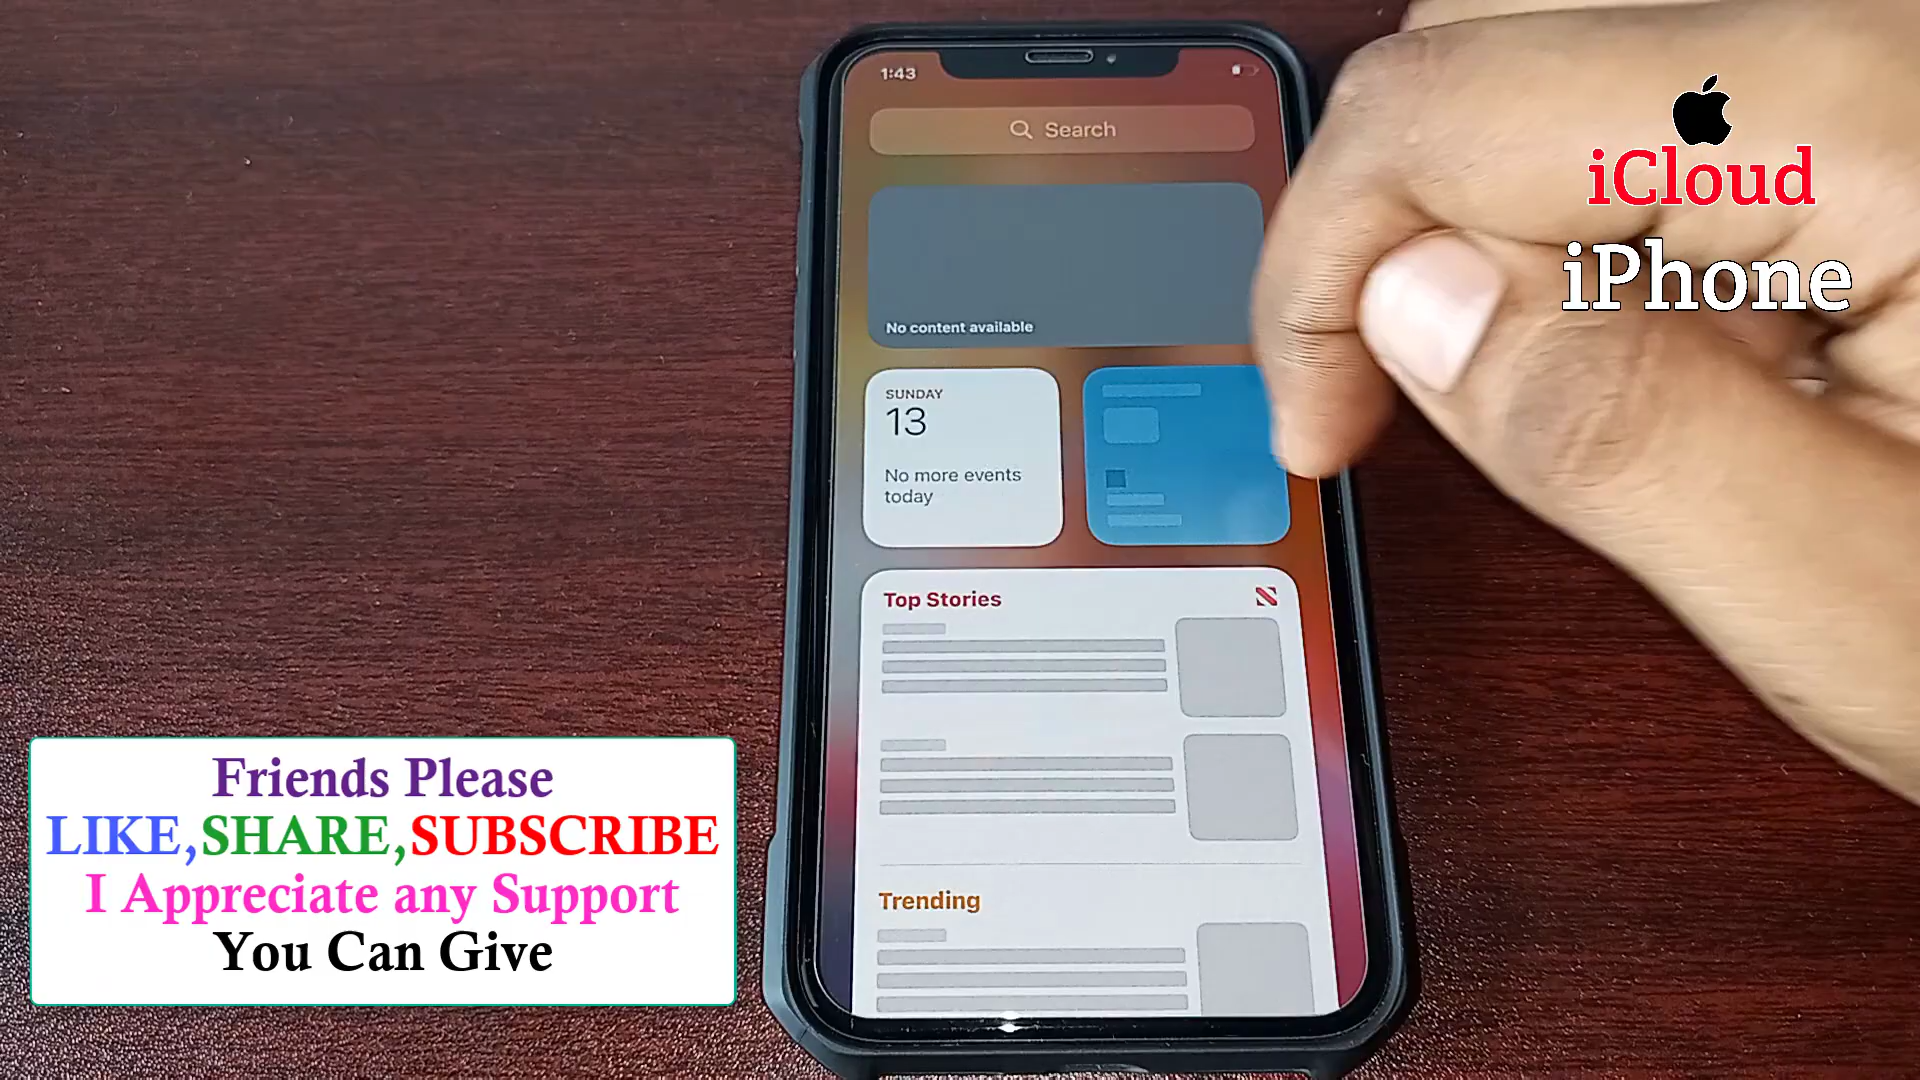 1:43
Search
No content available
SUNDAY
13
No more events
today
Top Stories
Trending
iCloud
iPhone
Friends Please
LIKE,SHARE,SUBSCRIBE
I Appreciate any Support
You Can Give